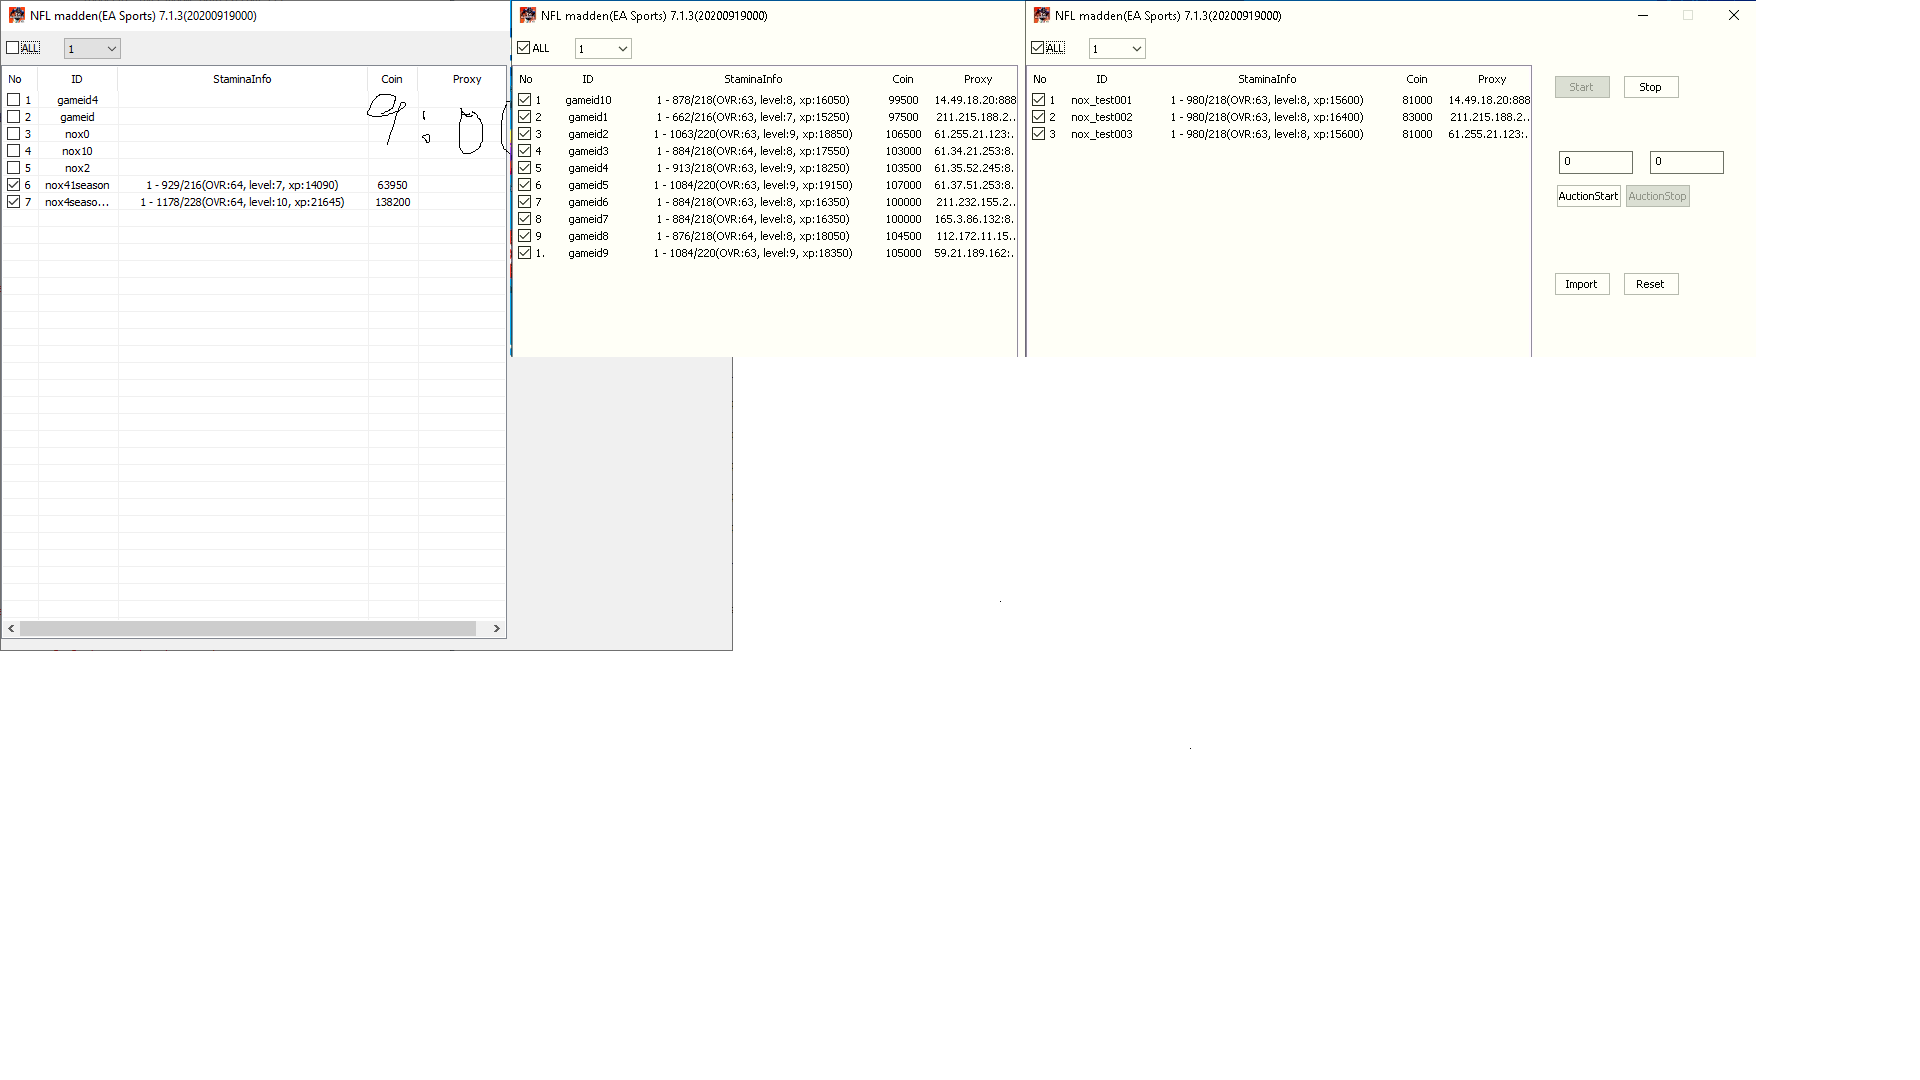 NFL madden(EA Sports) 7.1.3(20200919000)
ALL 1
No ID StaminaInfo Coin Proxy
1 gameid4
2 gameid
3 nox0
4 nox10
5 nox2
6 nox41season 1 - 929/216(OVR:64, level:7, xp:14090) 63950
7 nox4seaso... 1 - 1178/228(OVR:64, level:10, xp:21645) 138200
9:00
NFL madden(EA Sports) 7.1.3(20200919000)
ALL 1
No ID StaminaInfo Coin Proxy
1 gameid10 1 - 878/218(OVR:63, level:8, xp:16050) 99500 14.49.18.20:888
2 gameid1 1 - 662/216(OVR:63, level:7, xp:15250) 97500 211.215.188.2..
3 gameid2 1 - 1063/220(OVR:63, level:9, xp:18850) 106500 61.255.21.123:.
4 gameid3 1 - 884/218(OVR:64, level:8, xp:17550) 103000 61.34.21.253:8.
5 gameid4 1 - 913/218(OVR:64, level:9, xp:18250) 103500 61.35.52.245:8.
6 gameid5 1 - 1084/220(OVR:63, level:9, xp:19150) 107000 61.37.51.253:8.
7 gameid6 1 - 884/218(OVR:63, level:8, xp:16350) 100000 211.232.155.2..
8 gameid7 1 - 884/218(OVR:64, level:8, xp:16350) 100000 165.3.86.132:8.
9 gameid8 1 - 876/218(OVR:64, level:8, xp:18050) 104500 112.172.11.15..
1. gameid9 1 - 1084/220(OVR:63, level:9, xp:18350) 105000 59.21.189.162:.
NFL madden(EA Sports) 7.1.3(20200919000)
ALL 1
No ID StaminaInfo Coin Proxy
1 nox_test001 1 - 980/218(OVR:63, level:8, xp:15600) 81000 14.49.18.20:888
2 nox_test002 1 - 980/218(OVR:63, level:8, xp:16400) 83000 211.215.188.2..
3 nox_test003 1 - 980/218(OVR:63, level:8, xp:15600) 81000 61.255.21.123:.
Start Stop
0 0
AuctionStart AuctionStop
Import Reset